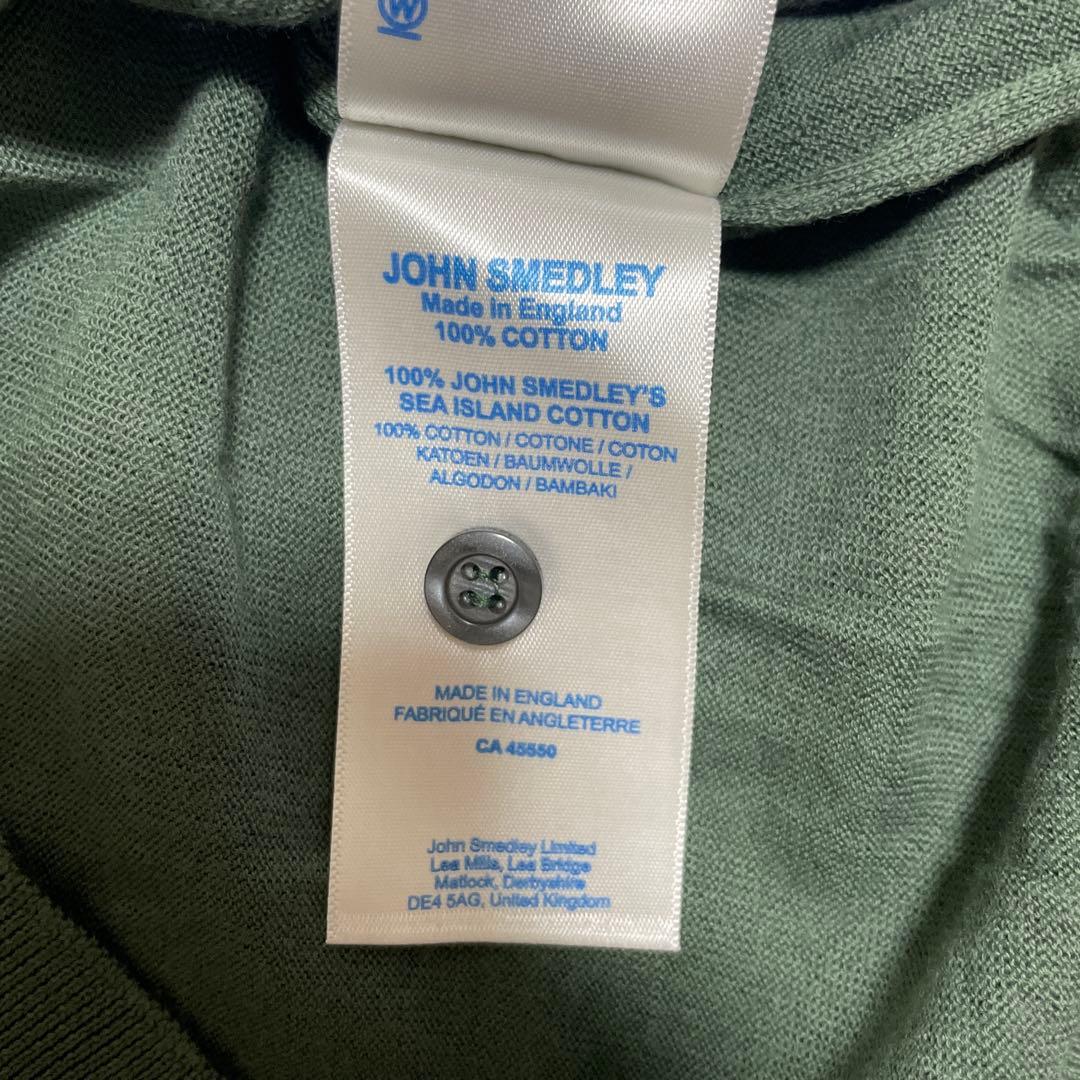 W
JOHN SMEDLEY
Made in England
100% COTTON
100% JOHN SMEDLEY'S
SEA ISLAND COTTON
100% COTTON / COTONE / COTON
KATOEN / BAUMWOLLE /
ALGODON / BAMBAKI
MADE IN ENGLAND
FABRIQUÉ EN ANGLETERRE
CA 45550
John Smedley Limited
Lea Mills, Lea Bridge
Matlock, Derbyshire
DE4 5AG, United Kingdom